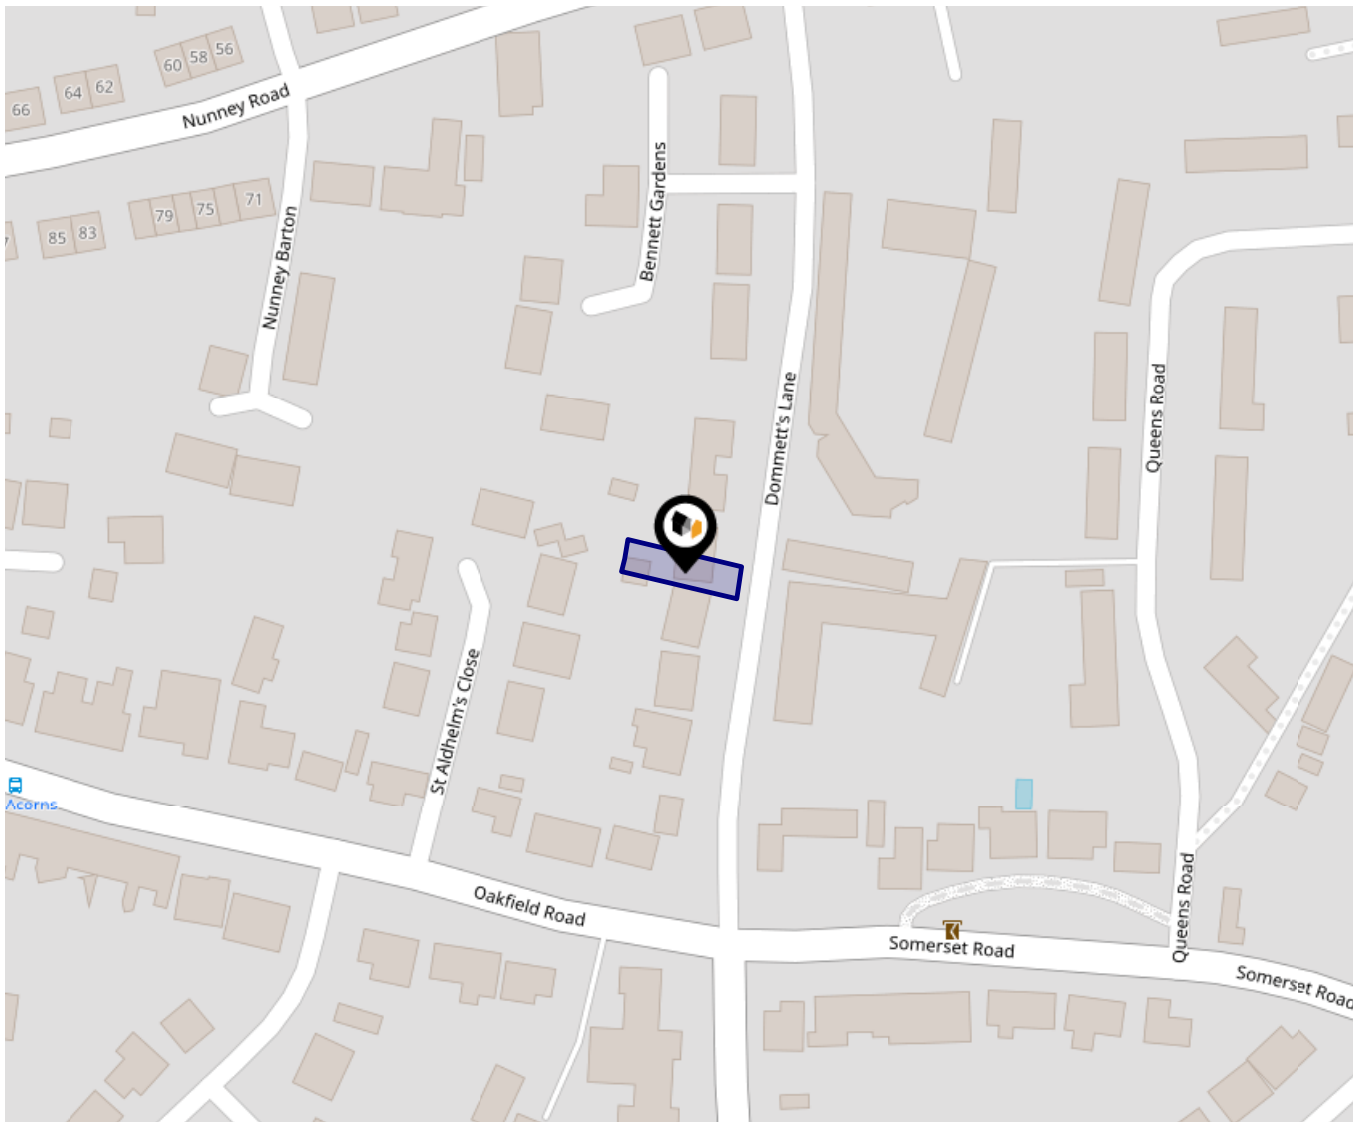 56
58
60
62
64
66
Nunney Road
71
75
79
83
85
Nunney Barton
Bennett Gardens
Dommett's Lane
Queens Road
St Aldhelm's Close
Acorns
Oakfield Road
Somerset Road
Queens Road
Somerset Road